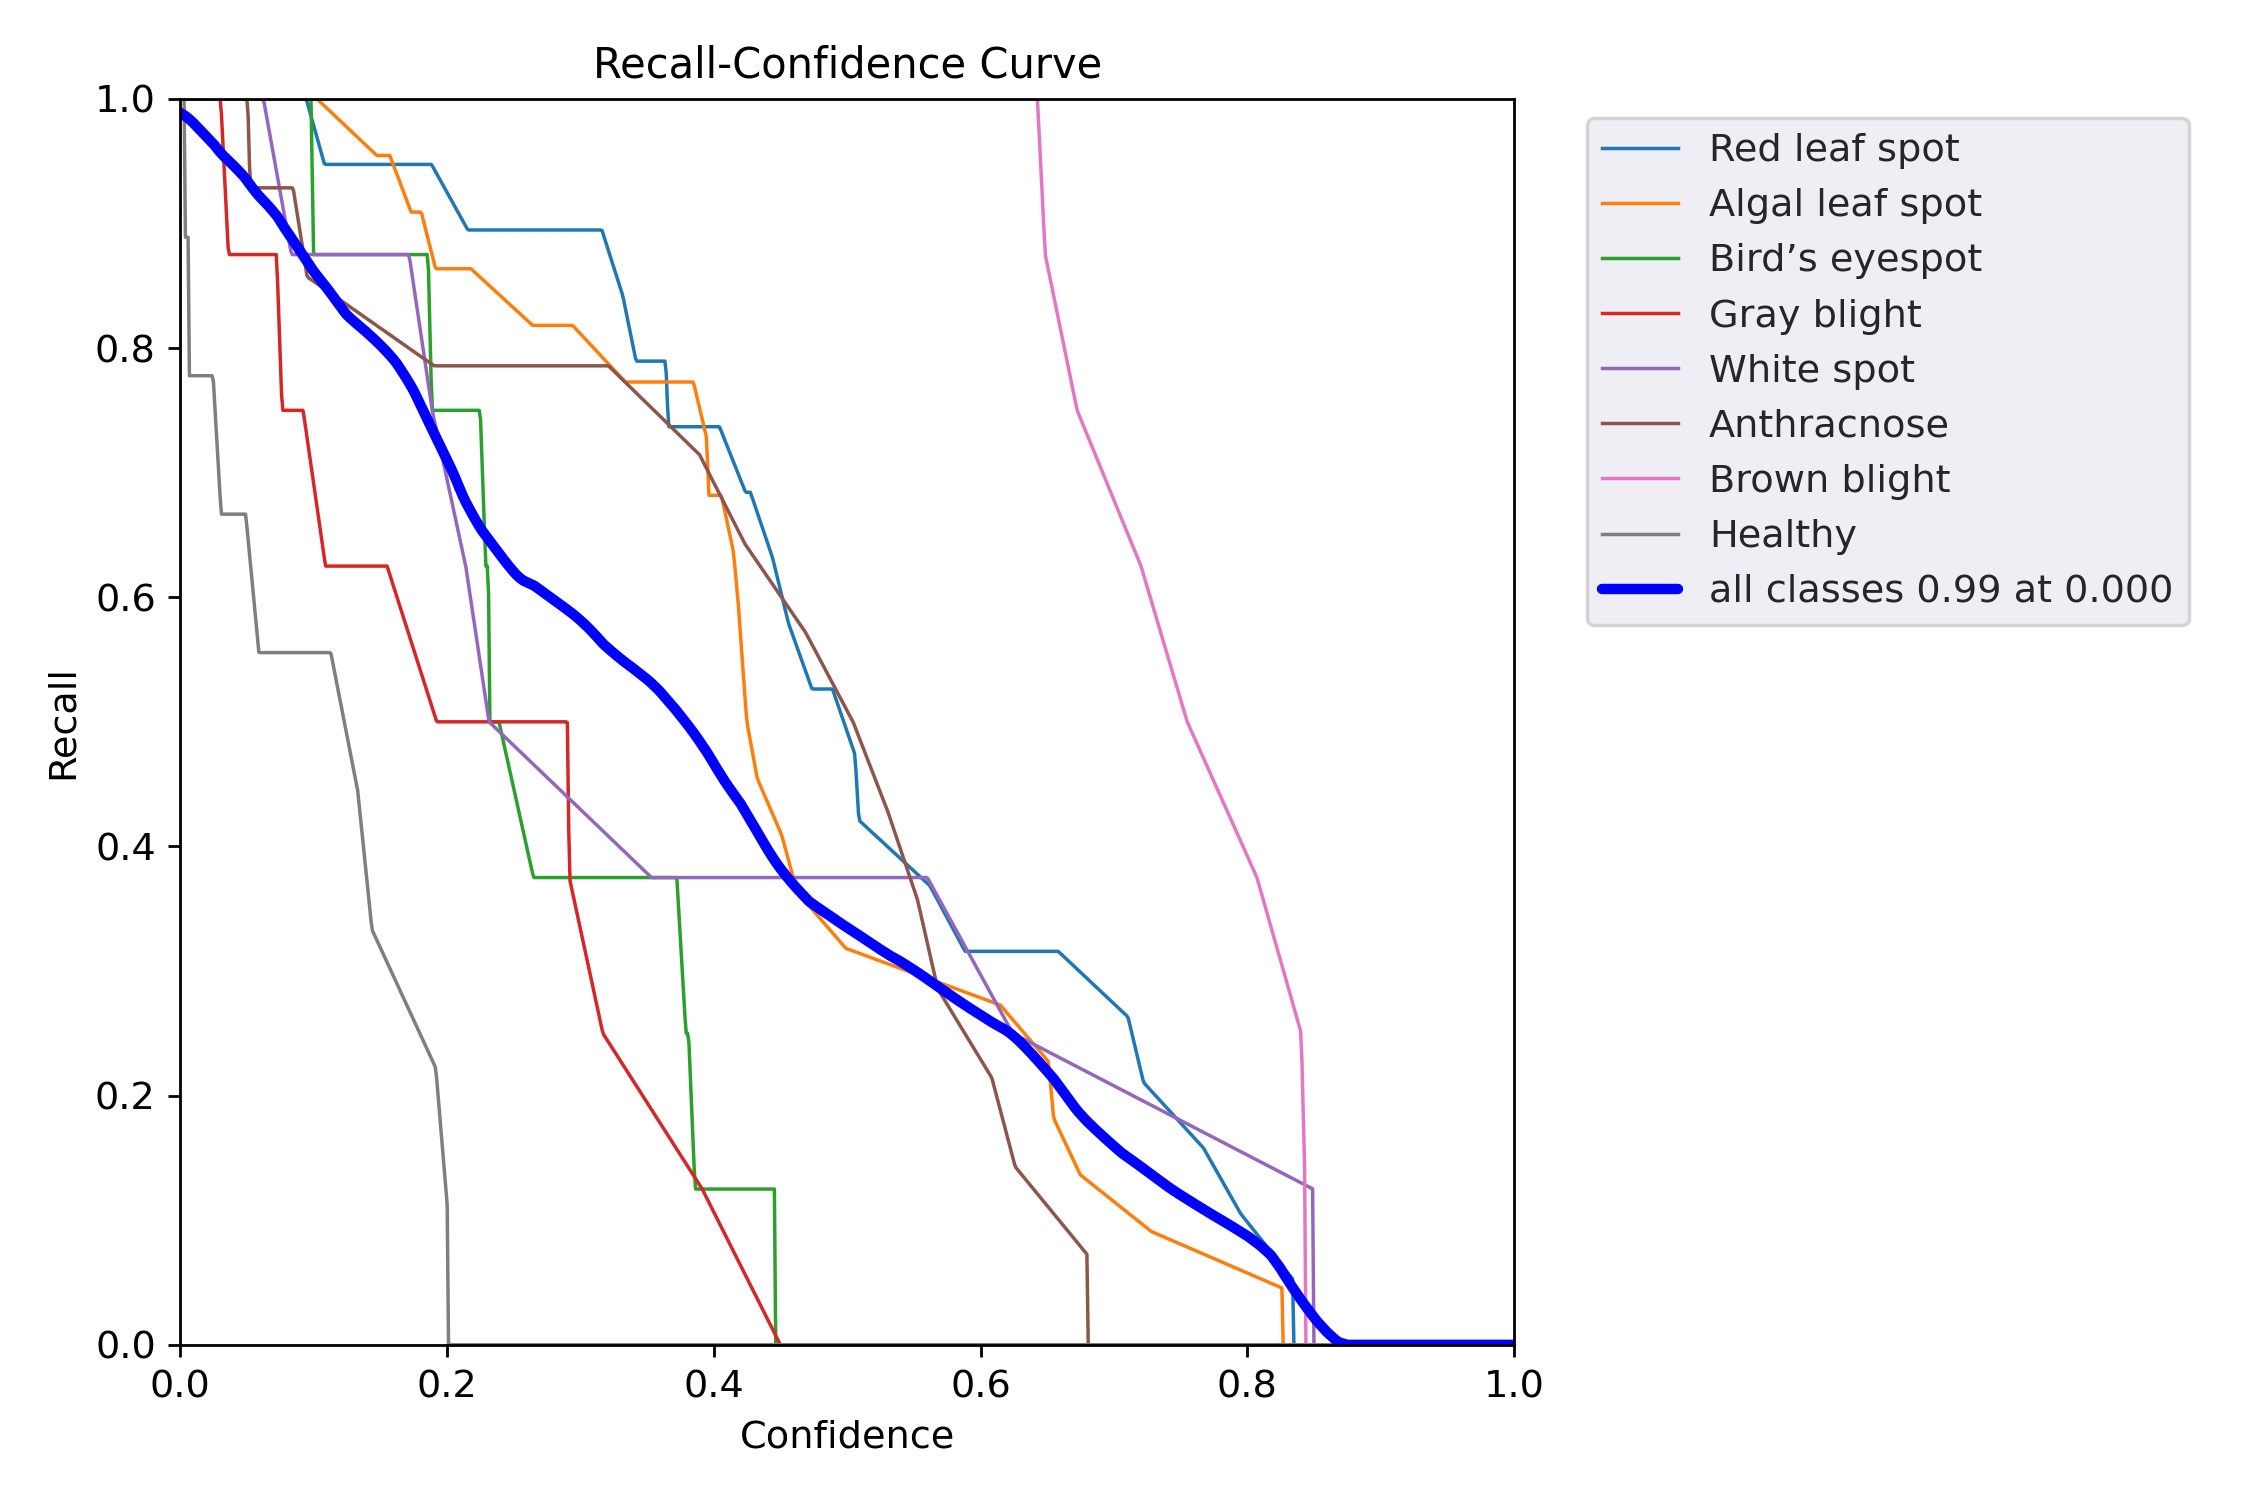 Recall-Confidence Curve
1.0
0.8
0.6
0.4
0.2
0.0
Recall
0.0 0.2 0.4 0.6 0.8 1.0
Confidence
Red leaf spot
Algal leaf spot
Bird’s eyespot
Gray blight
White spot
Anthracnose
Brown blight
Healthy
all classes 0.99 at 0.000